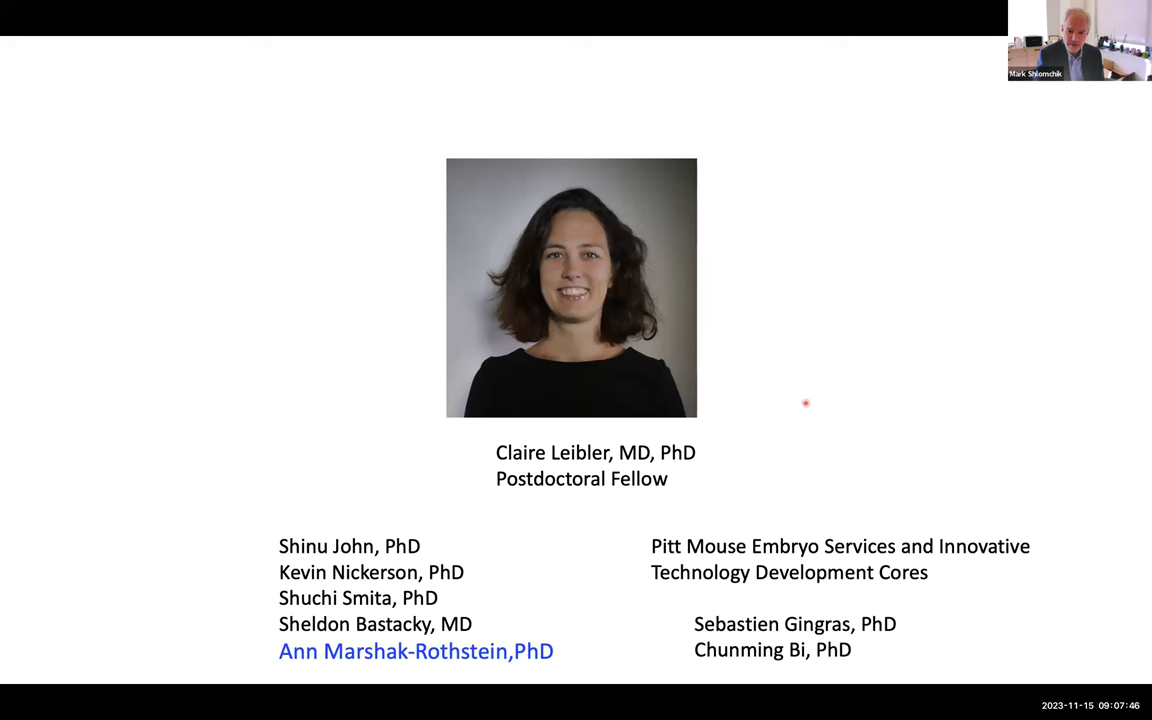 Mark Shlomchik
Claire Leibler, MD, PhD
Postdoctoral Fellow
Shinu John, PhD
Kevin Nickerson, PhD
Shuchi Smita, PhD
Sheldon Bastacky, MD
Ann Marshak-Rothstein,PhD
Pitt Mouse Embryo Services and Innovative
Technology Development Cores
Sebastien Gingras, PhD
Chunming Bi, PhD
2023-11-15 09:07:46